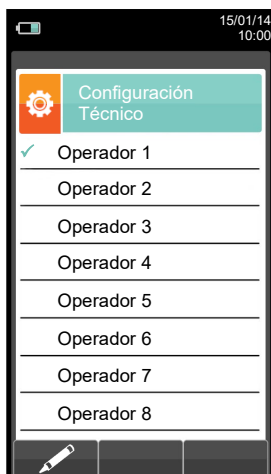 15/01/14
10:00
Configuración
Técnico
Operador 1
Operador 2
Operador 3
Operador 4
Operador 5
Operador 6
Operador 7
Operador 8